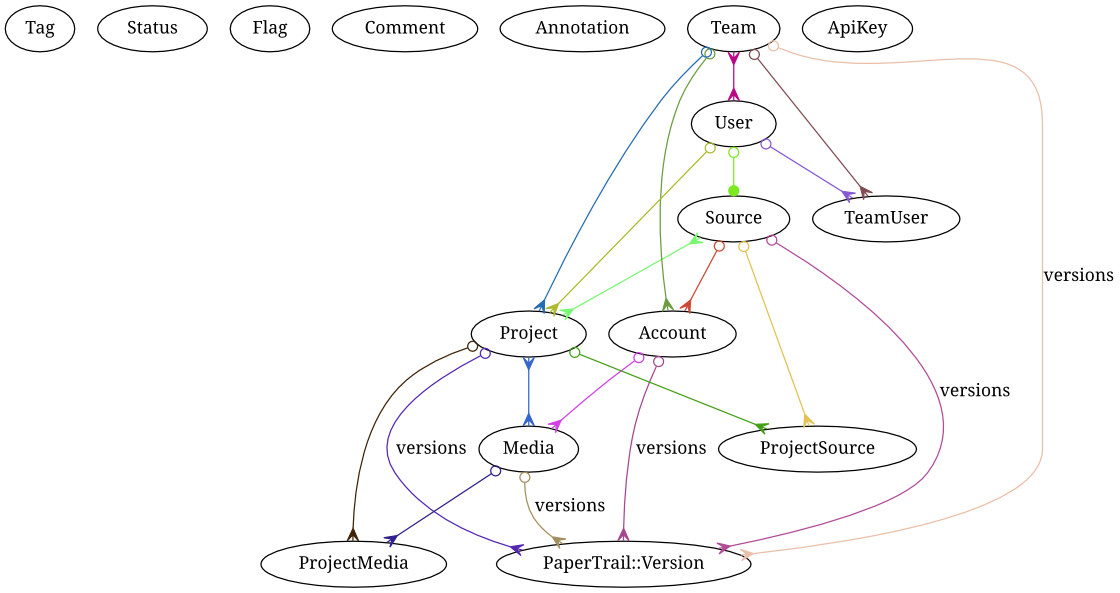 Tag
Status
Flag
Comment
Annotation
Team
ApiKey
User
Source
TeamUser
versions
Project
Account
versions
versions
Media
versions
ProjectSource
versions
ProjectMedia
PaperTrail::Version